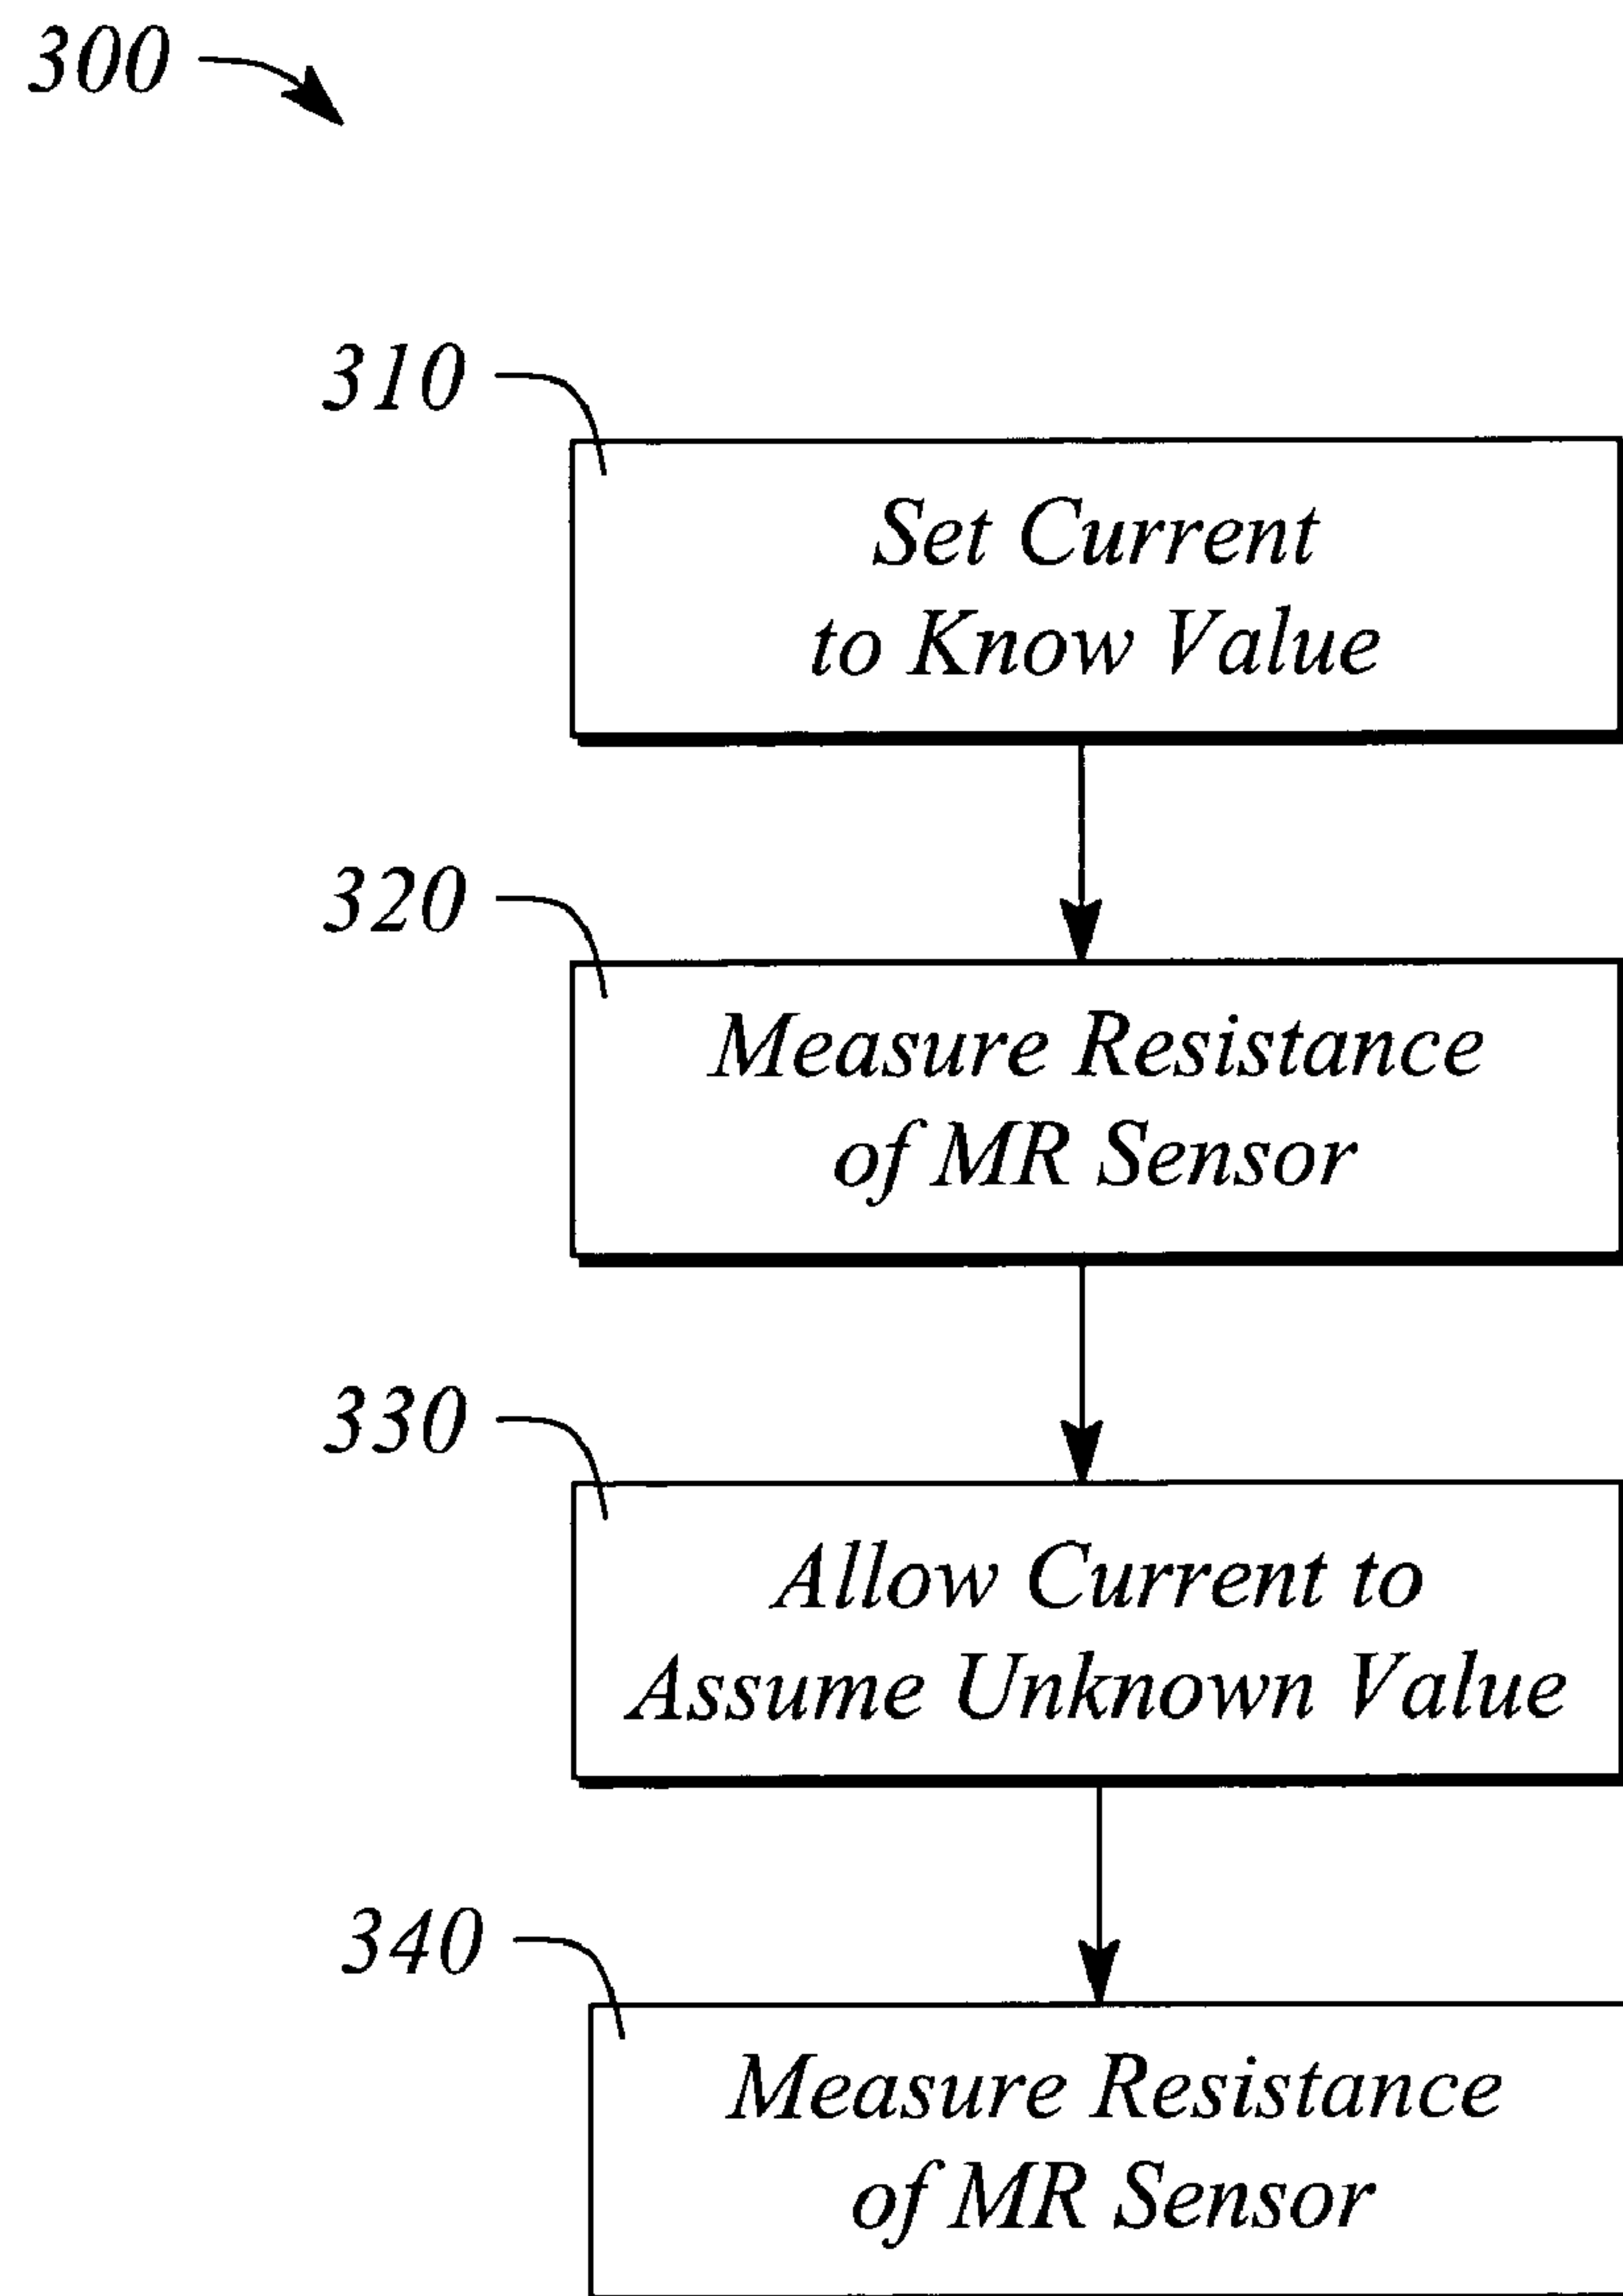 300
310
Set Current
to Know Value
320
Measure Resistance
of MR Sensor
330
Allow Current to
Assume Unknown Value
340
Measure Resistance
of MR Sensor